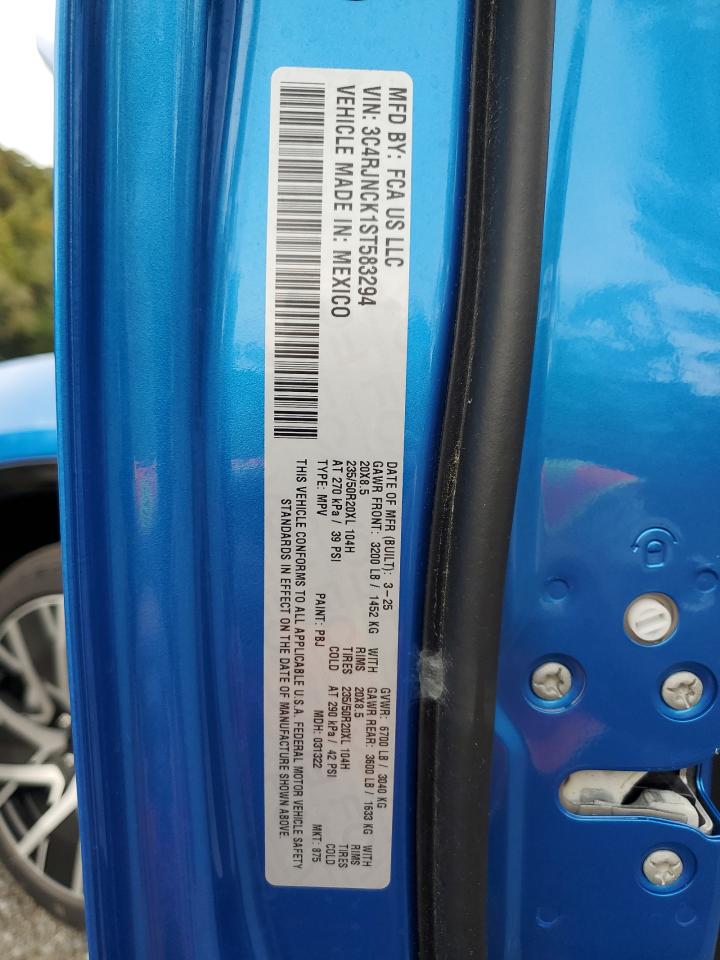 MFD BY: FCA US LLC
VIN: 3C4RJNCK1ST583294
VEHICLE MADE IN: MEXICO
DATE OF MFR (BUILT): 3-25 GVWR: 6700 LB / 3040 KG
GAWR FRONT: 3200 LB / 1452 KG WITH GAWR REAR: 3600 LB / 1633 KG WITH
20X8.5 RIMS 20X8.5 RIMS
235/50R20XL 104H TIRES 235/50R20XL 104H TIRES
AT 270 kPa / 39 PSI COLD AT 290 kPa / 42 PSI COLD
TYPE: MPV PAINT: PBJ MDH: 031322 MKT: 875
THIS VEHICLE CONFORMS TO ALL APPLICABLE U.S.A. FEDERAL MOTOR VEHICLE SAFETY
STANDARDS IN EFFECT ON THE DATE OF MANUFACTURE SHOWN ABOVE.